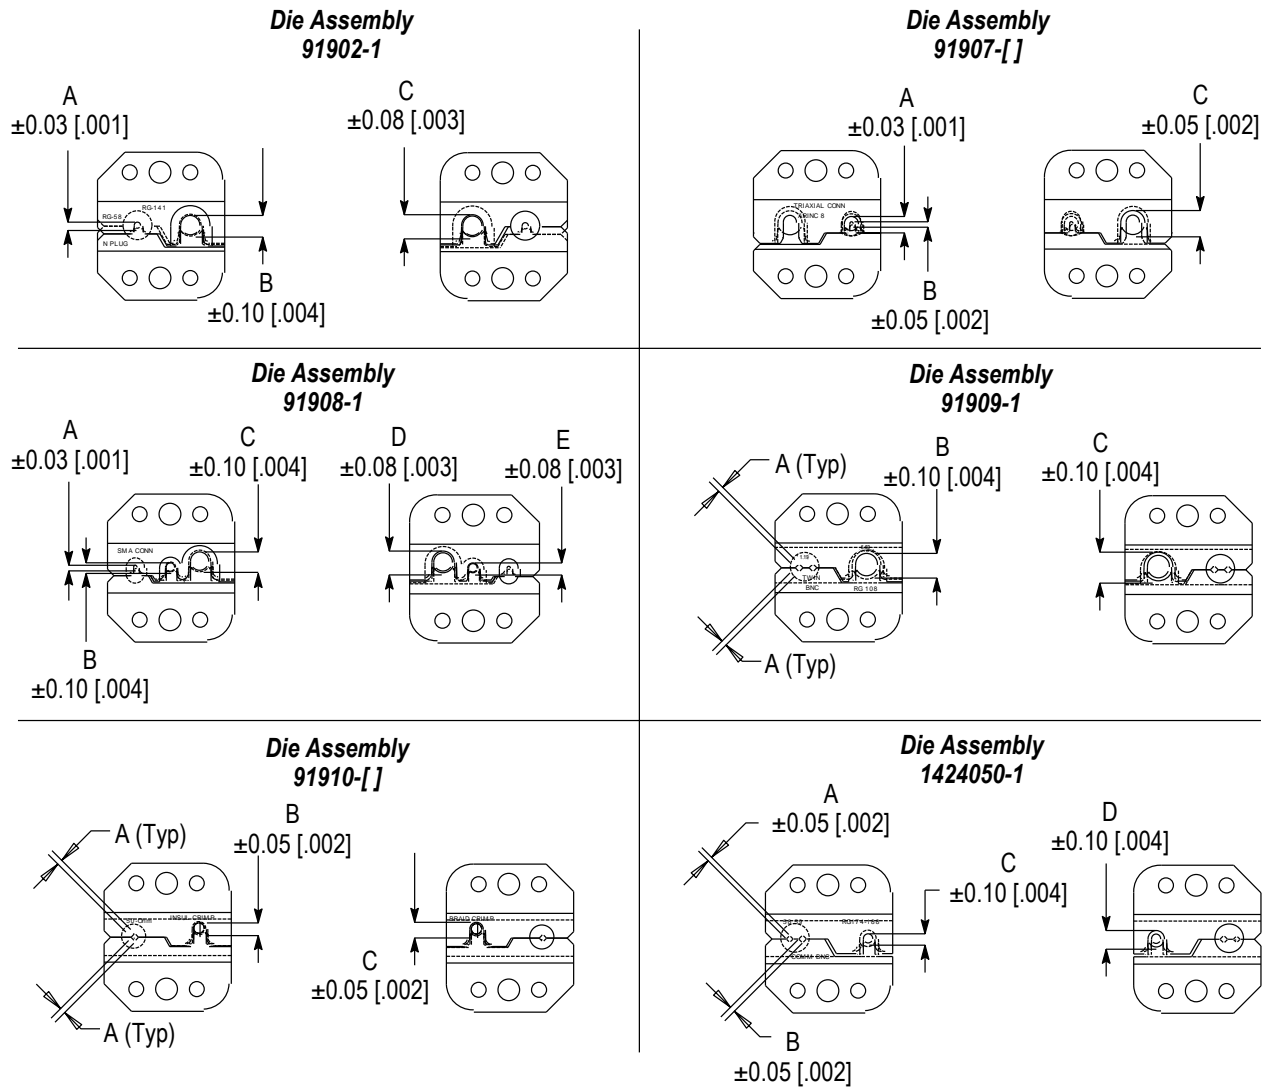 Die Assembly
91902-1
A
±0.03 [.001]
C
±0.08 [.003]
RG-141
RG-58
N PLUG
B
±0.10 [.004]
Die Assembly
91907-[ ]
A
±0.03 [.001]
C
±0.05 [.002]
TRIAXIAL CONN
RINC 8
B
±0.05 [.002]
Die Assembly
91908-1
A
±0.03 [.001]
C
±0.10 [.004]
D
±0.08 [.003]
E
±0.08 [.003]
SMA CONN
B
±0.10 [.004]
Die Assembly
91909-1
A (Typ)
B
±0.10 [.004]
C
±0.10 [.004]
TWIN
BNC
RG 108
A (Typ)
Die Assembly
91910-[ ]
A (Typ)
B
±0.05 [.002]
INSUL CRIMP
BRAID CRIMP
C
±0.05 [.002]
A (Typ)
Die Assembly
1424050-1
A
±0.05 [.002]
C
±0.10 [.004]
D
±0.10 [.004]
COMM BNC
B
±0.05 [.002]